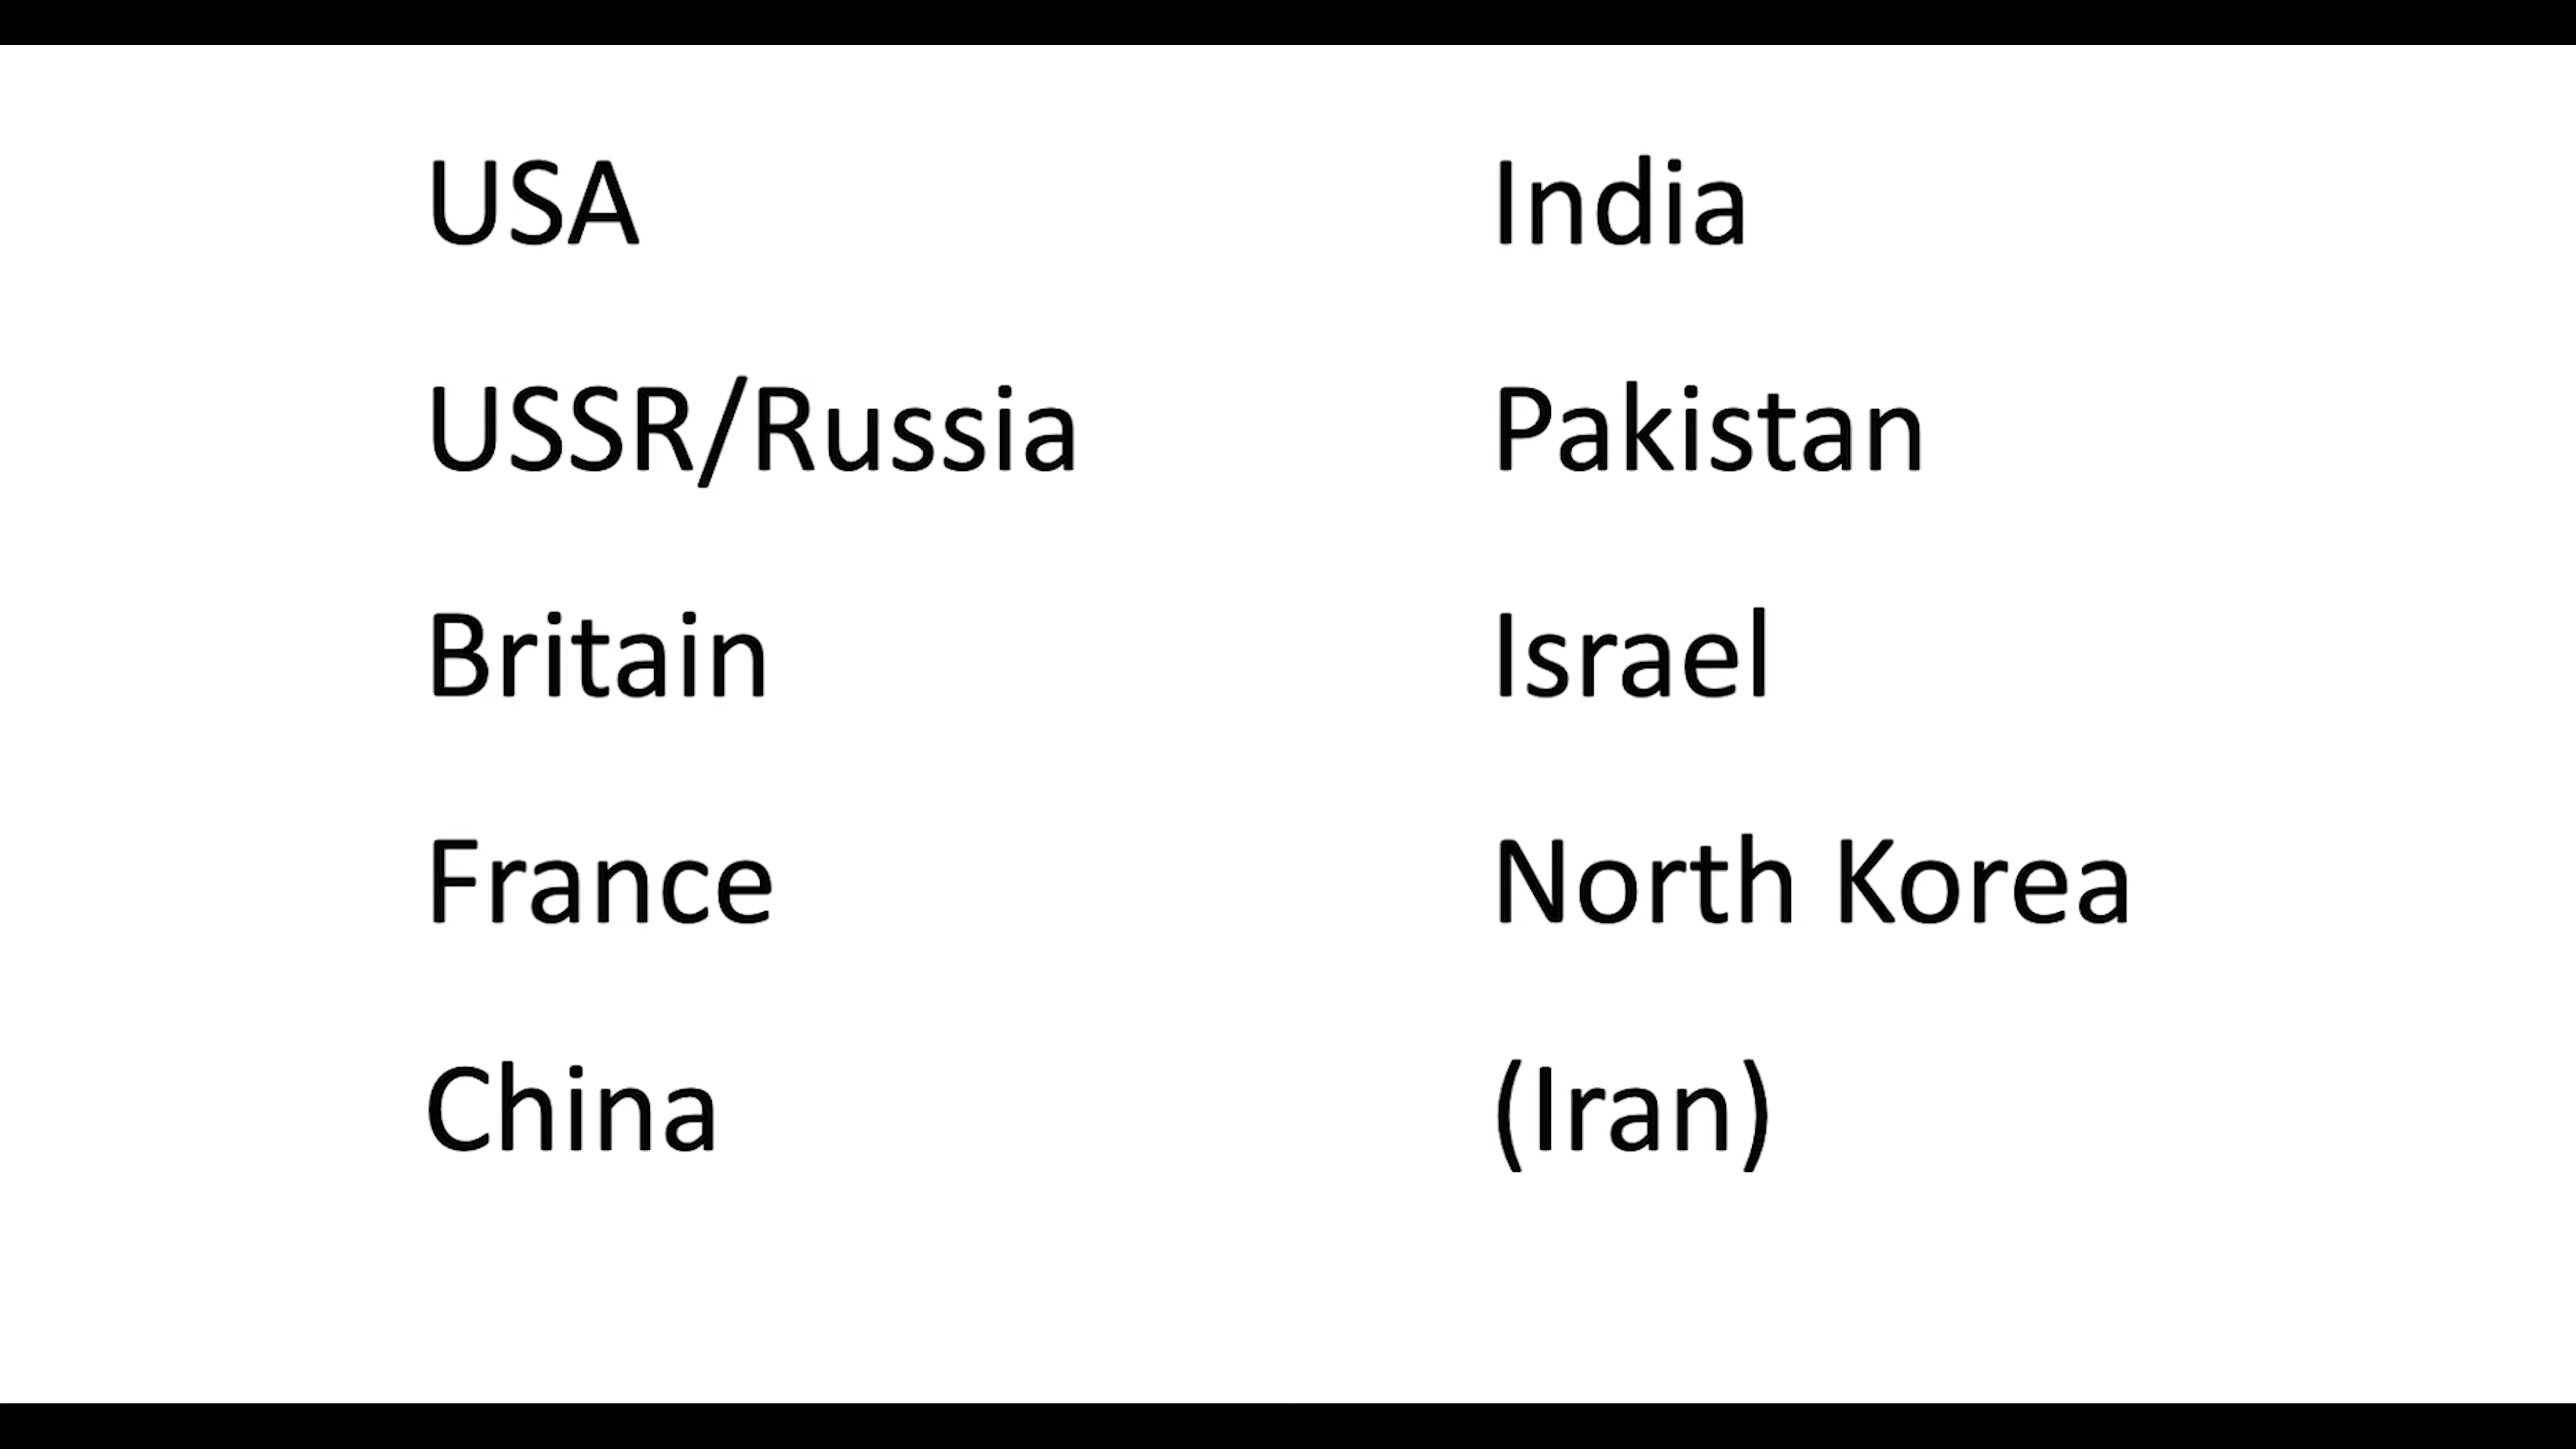 USA
USSR/Russia
Britain
France
China
India
Pakistan
Israel
North Korea
(Iran)